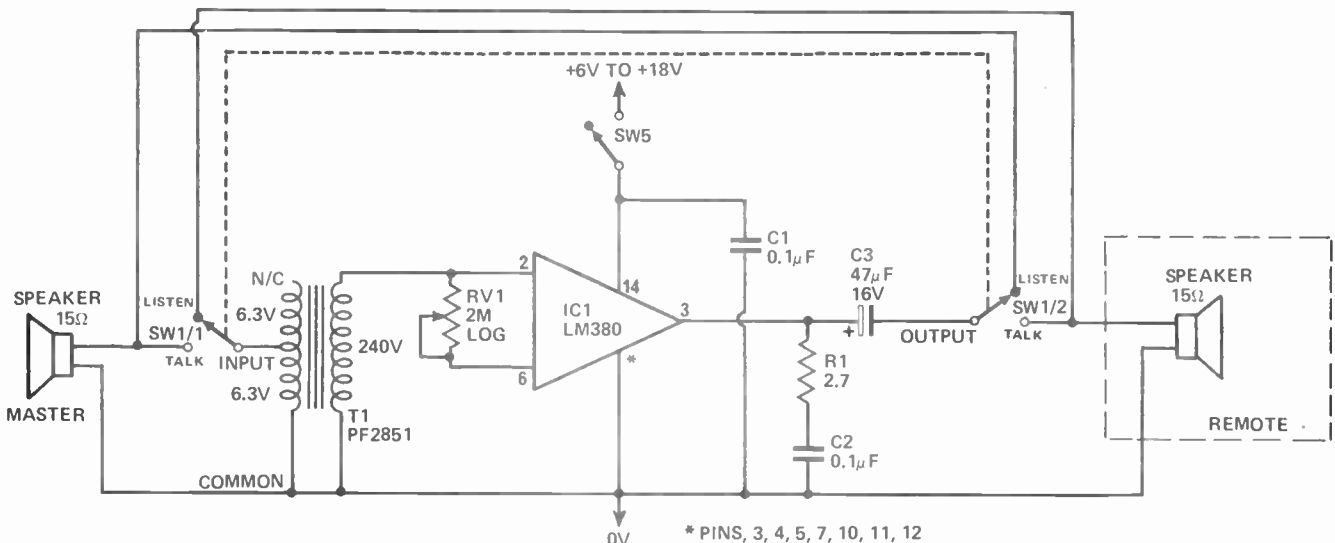 +6V TO +18V
SW5
N/C
LISTEN
6.3V
SPEAKER
15Ω
SW1/1
TALK
INPUT
6.3V
MASTER
240V
T1
PF2851
COMMON
RV1
2M
LOG
2
6
14
IC1
LM380
*
3
C1
0.1µF
C3
47µF
16V
+
OUTPUT
R1
2.7
C2
0.1µF
LISTEN
SW1/2
TALK
SPEAKER
15Ω
REMOTE
0V
* PINS, 3, 4, 5, 7, 10, 11, 12